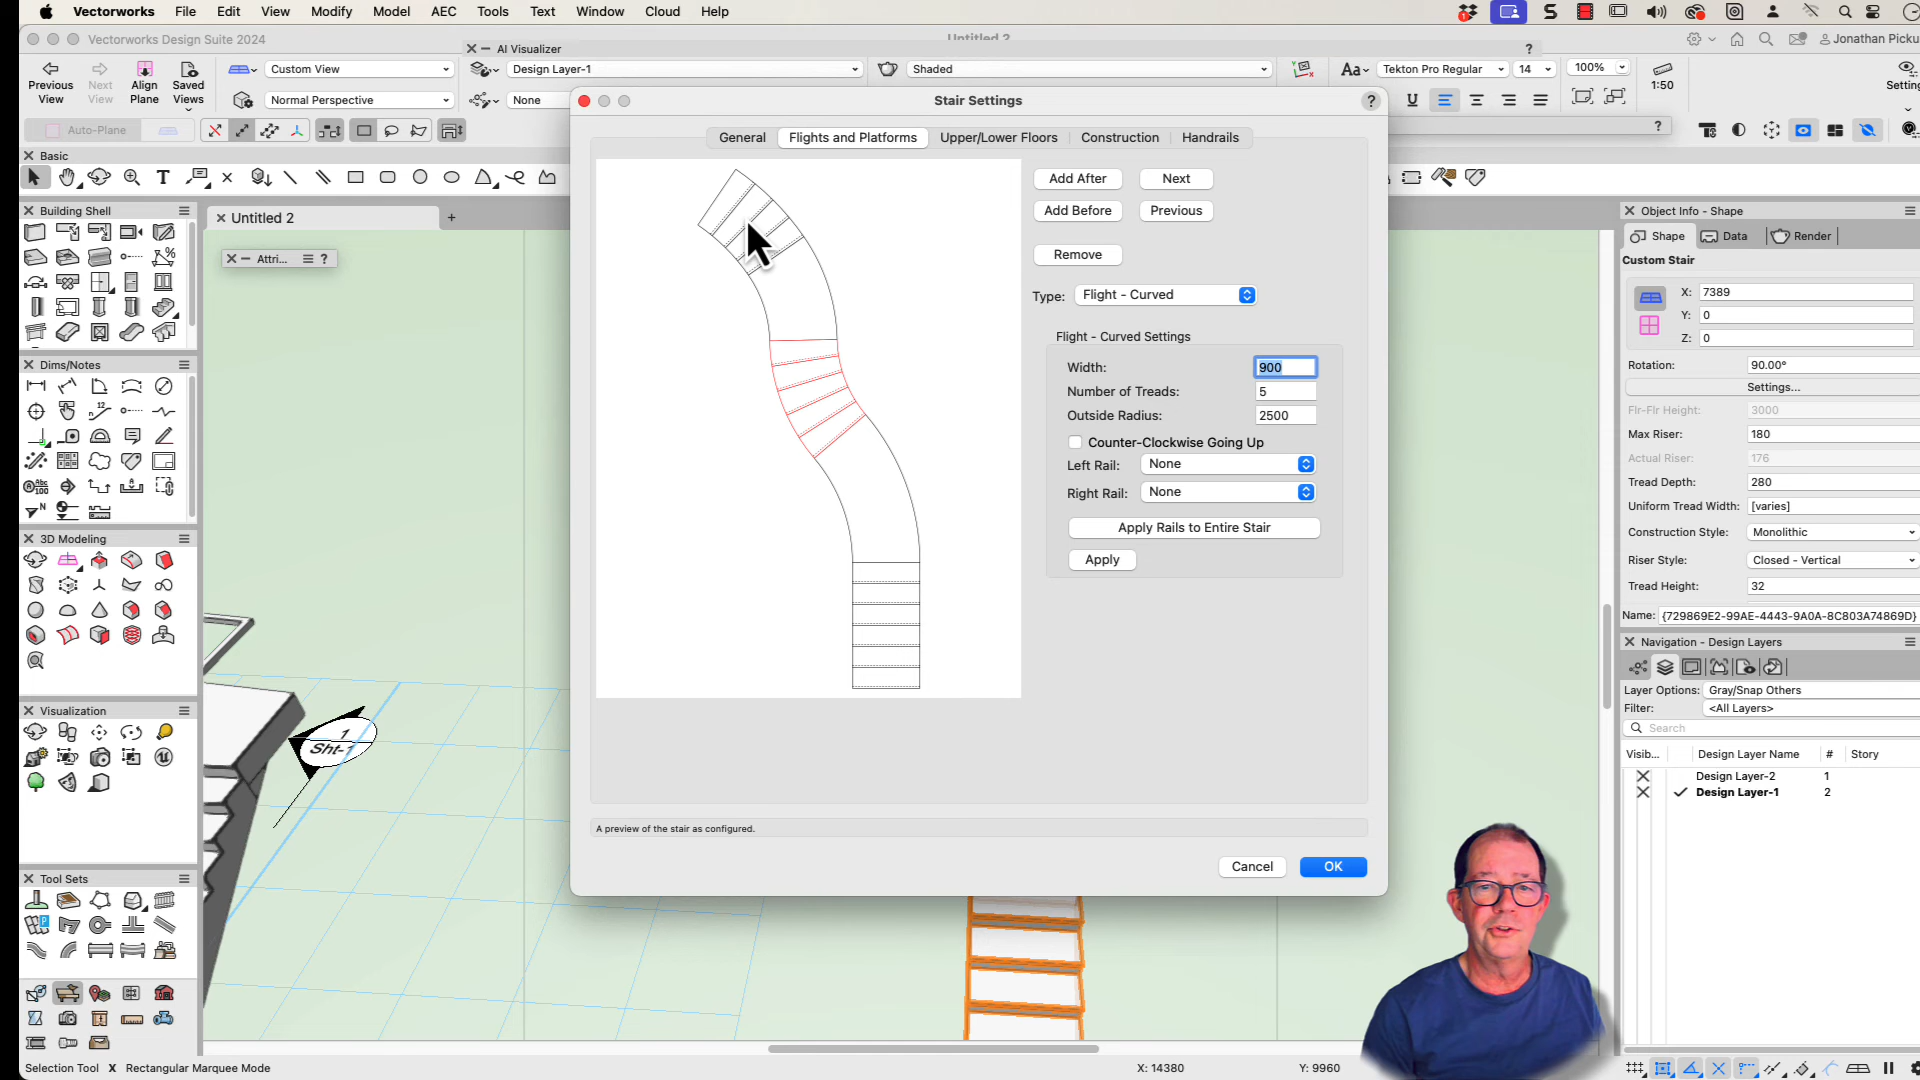 Vectorworks File Edit View Modify Model AEC Tools Text Window Cloud Help
Vectorworks Design Suite 2024
Untitled 2
Jonathan Picku
AI Visualizer
?
Previous View
Next View
Align Plane
Saved Views
Custom View
Normal Perspective
Design Layer-1
None
Shaded
Aa
Tekton Pro Regular
14
100%
1:50
Setting
U
Auto-Plane
?
Stair Settings
?
General
Flights and Platforms
Upper/Lower Floors
Construction
Handrails
Add After
Next
Add Before
Previous
Remove
Type: Flight - Curved
Flight - Curved Settings
Width: 900
Number of Treads: 5
Outside Radius: 2500
Counter-Clockwise Going Up
Left Rail: None
Right Rail: None
Apply Rails to Entire Stair
Apply
A preview of the stair as configured.
Cancel
OK
Basic
Building Shell
Dims/Notes
3D Modeling
Visualization
Tool Sets
Untitled 2
+
Attri...
?
1
Sht-1
Object Info - Shape
Shape
Data
Render
Custom Stair
X: 7389
Y: 0
Z: 0
Rotation: 90.00°
Settings...
Flr-Flr Height: 3000
Max Riser: 180
Actual Riser: 176
Tread Depth: 280
Uniform Tread Width: [varies]
Construction Style: Monolithic
Riser Style: Closed - Vertical
Tread Height: 32
Name: {729869E2-99AE-4443-9A0A-8C803A74869D}
Navigation - Design Layers
Layer Options: Gray/Snap Others
Filter: <All Layers>
Search
Visib... Design Layer Name # Story
Design Layer-2 1
Design Layer-1 2
Selection Tool X Rectangular Marquee Mode
X: 14380
Y: 9960